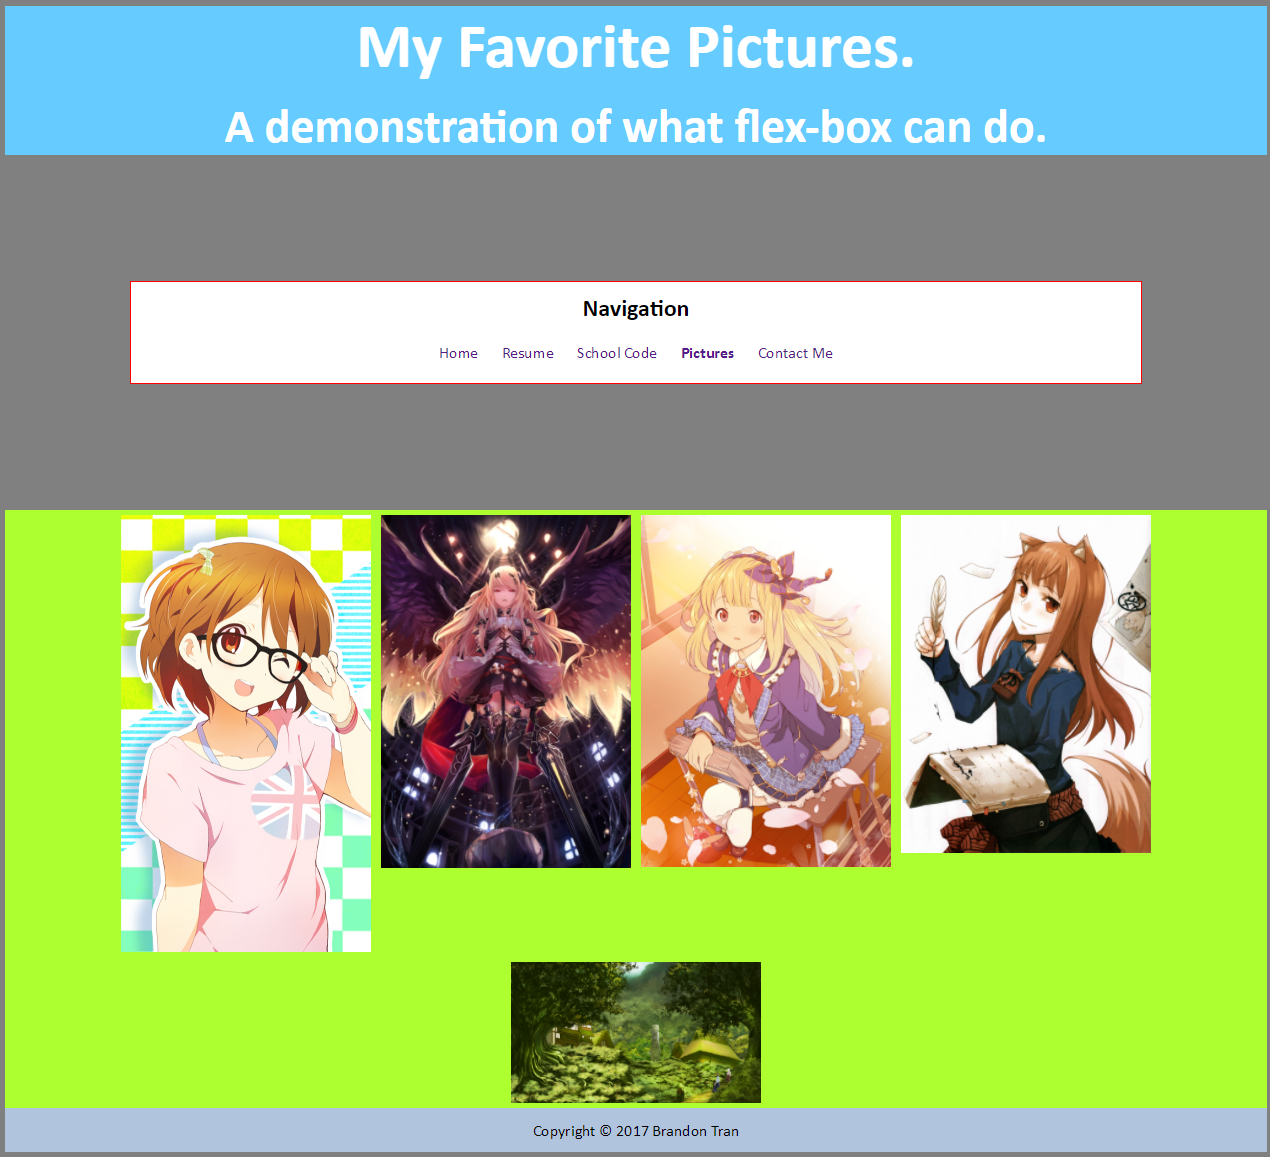 My Favorite Pictures.
A demonstration of what flex-box can do.
Navigation
Home Resume School Code Pictures Contact Me
Copyright © 2017 Brandon Tran